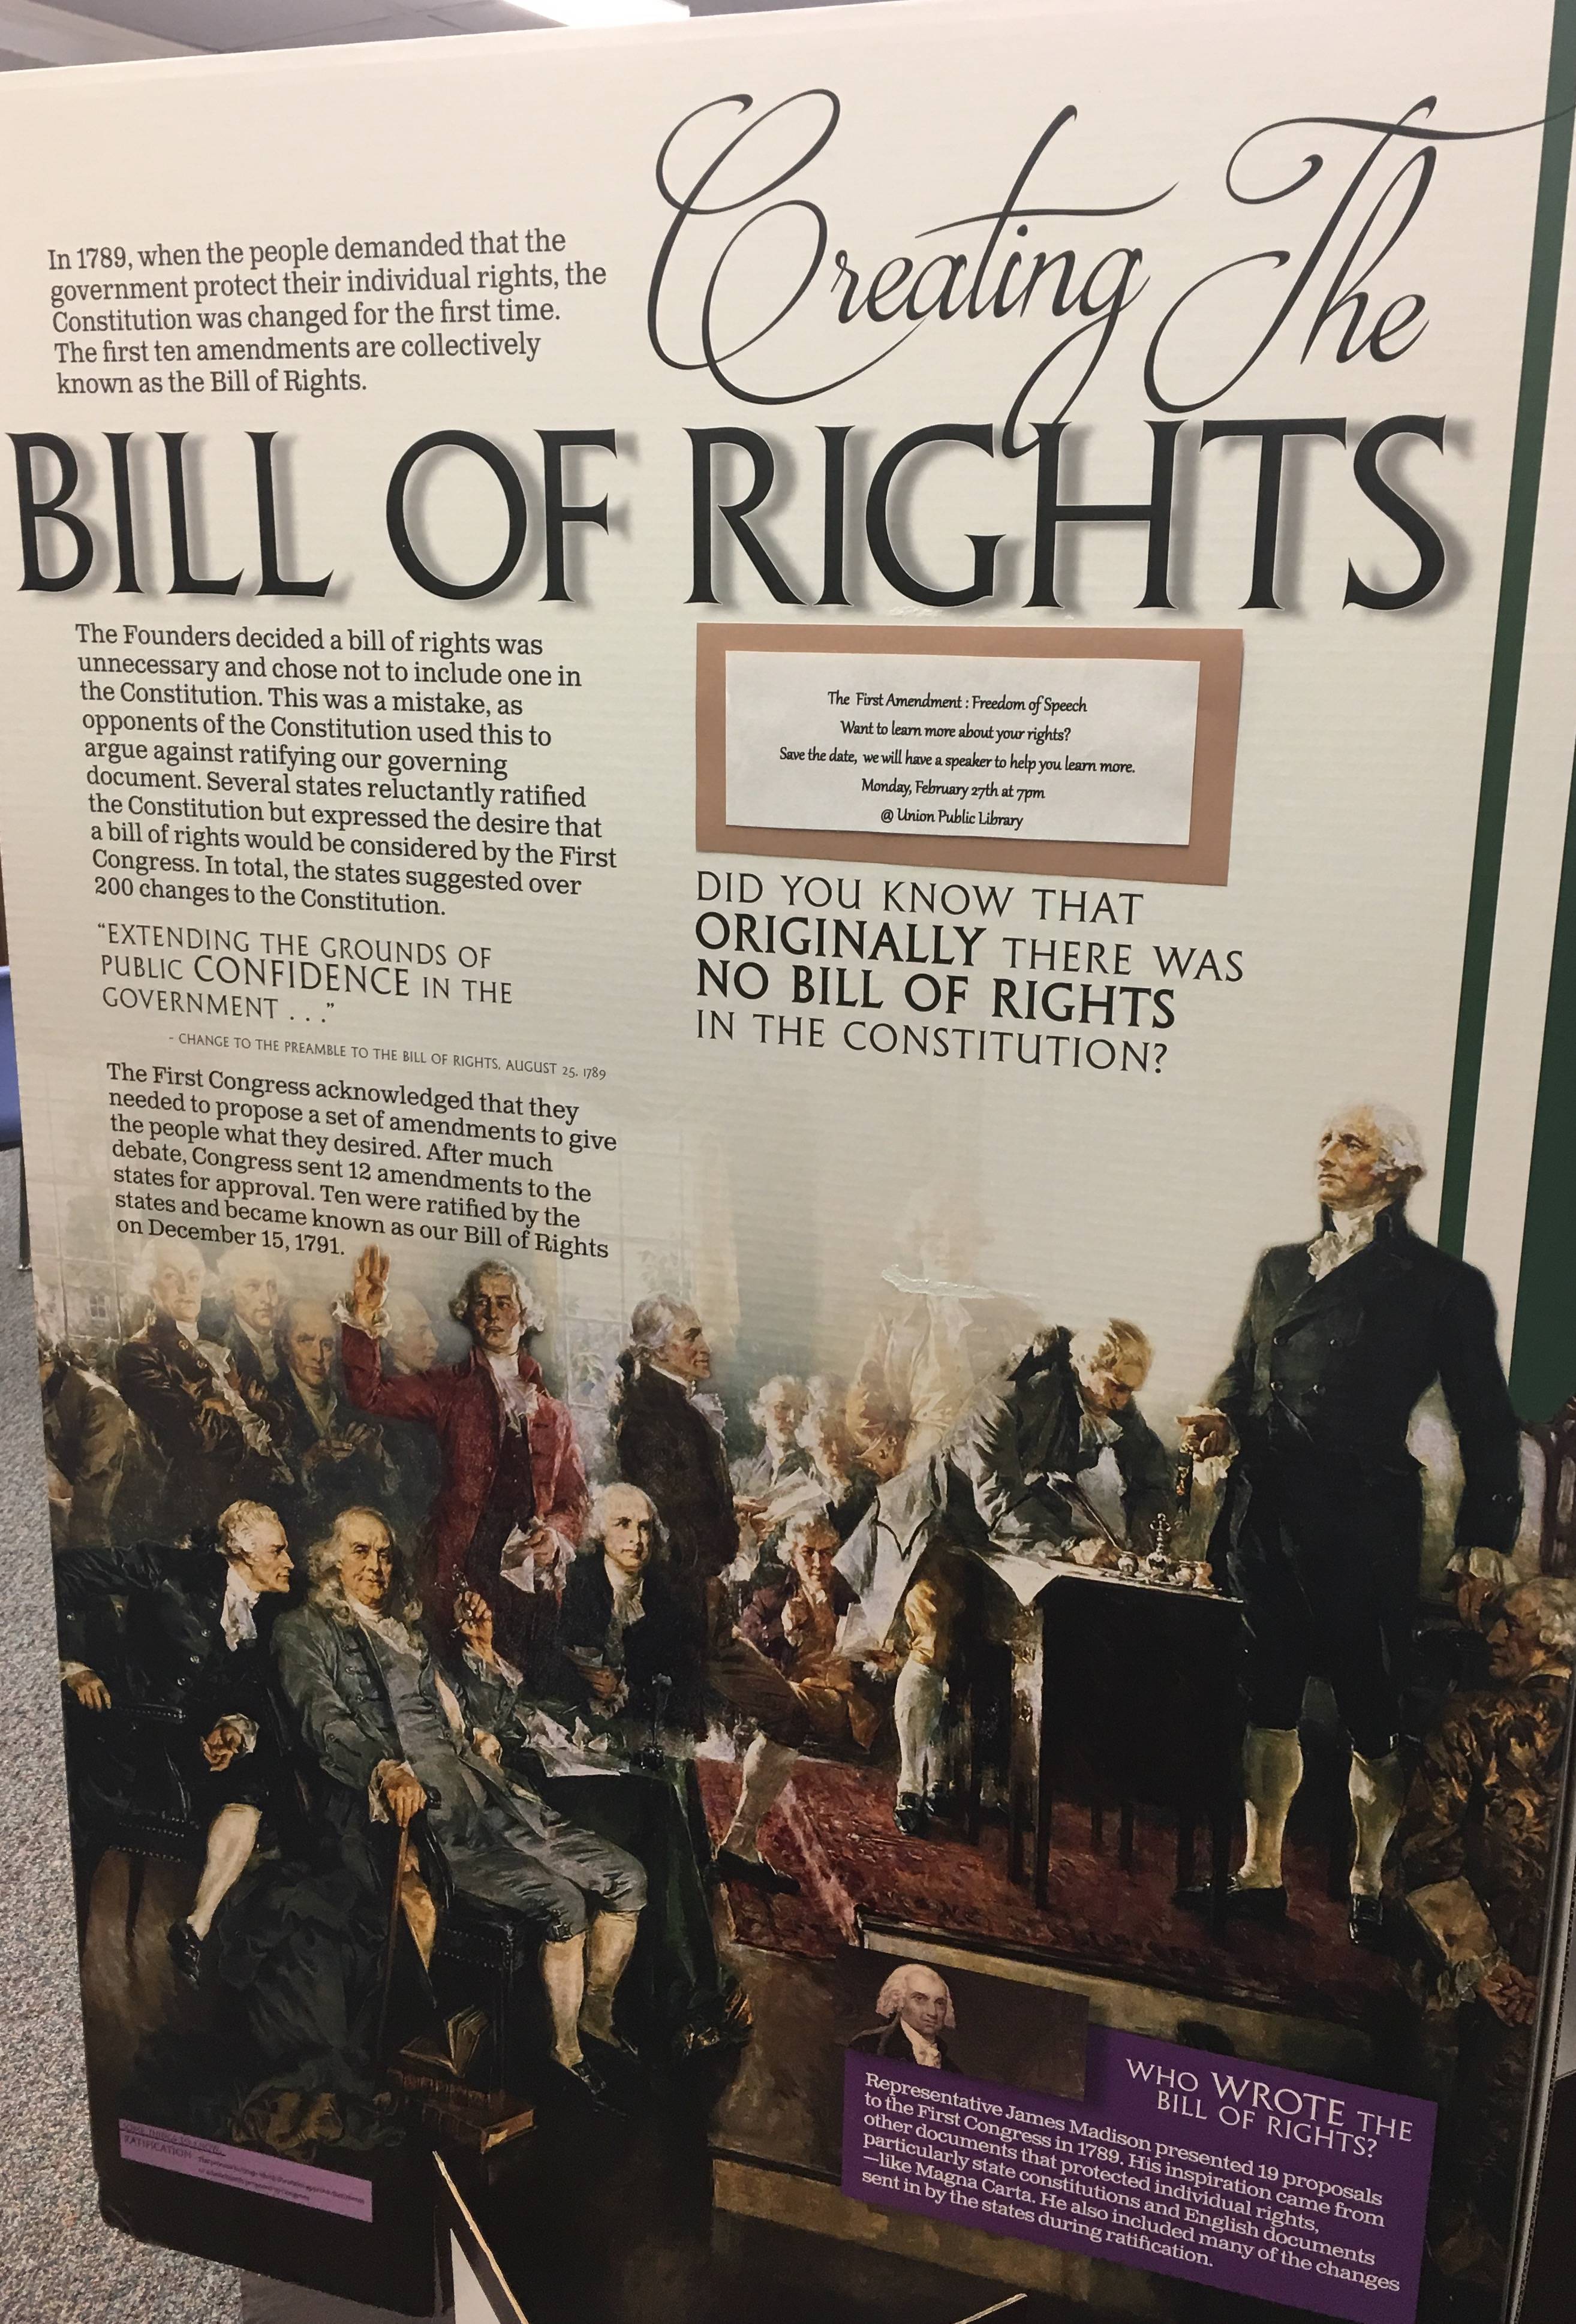 In 1789, when the people demanded that the
government protect their individual rights, the
Constitution was changed for the first time.
The first ten amendments are collectively
known as the Bill of Rights.
Creating The
BILL OF RIGHTS
The Founders decided a bill of rights was
unnecessary and chose not to include one in
the Constitution. This was a mistake, as
opponents of the Constitution used this to
argue against ratifying our governing
document. Several states reluctantly ratified
the Constitution but expressed the desire that
a bill of rights would be considered by the First
Congress. In total, the states suggested over
200 changes to the Constitution.
"EXTENDING THE GROUNDS OF
PUBLIC CONFIDENCE IN THE
GOVERNMENT . . ."
- CHANGE TO THE PREAMBLE TO THE BILL OF RIGHTS, AUGUST 25, 1789
The First Congress acknowledged that they
needed to propose a set of amendments to give
the people what they desired. After much
debate, Congress sent 12 amendments to the
states for approval. Ten were ratified by the
states and became known as our Bill of Rights
on December 15, 1791.
The First Amendment : Freedom of Speech
Want to learn more about your rights?
Save the date, we will have a speaker to help you learn more.
Monday, February 27th at 7pm
@ Union Public Library
DID YOU KNOW THAT
ORIGINALLY THERE WAS
NO BILL OF RIGHTS
IN THE CONSTITUTION?
WHO WROTE THE
BILL OF RIGHTS?
Representative James Madison presented 19 proposals
to the First Congress in 1789. His inspiration came from
other documents that protected individual rights,
particularly state constitutions and English documents
—like Magna Carta. He also included many of the changes
sent in by the states during ratification.
RATIFICATION